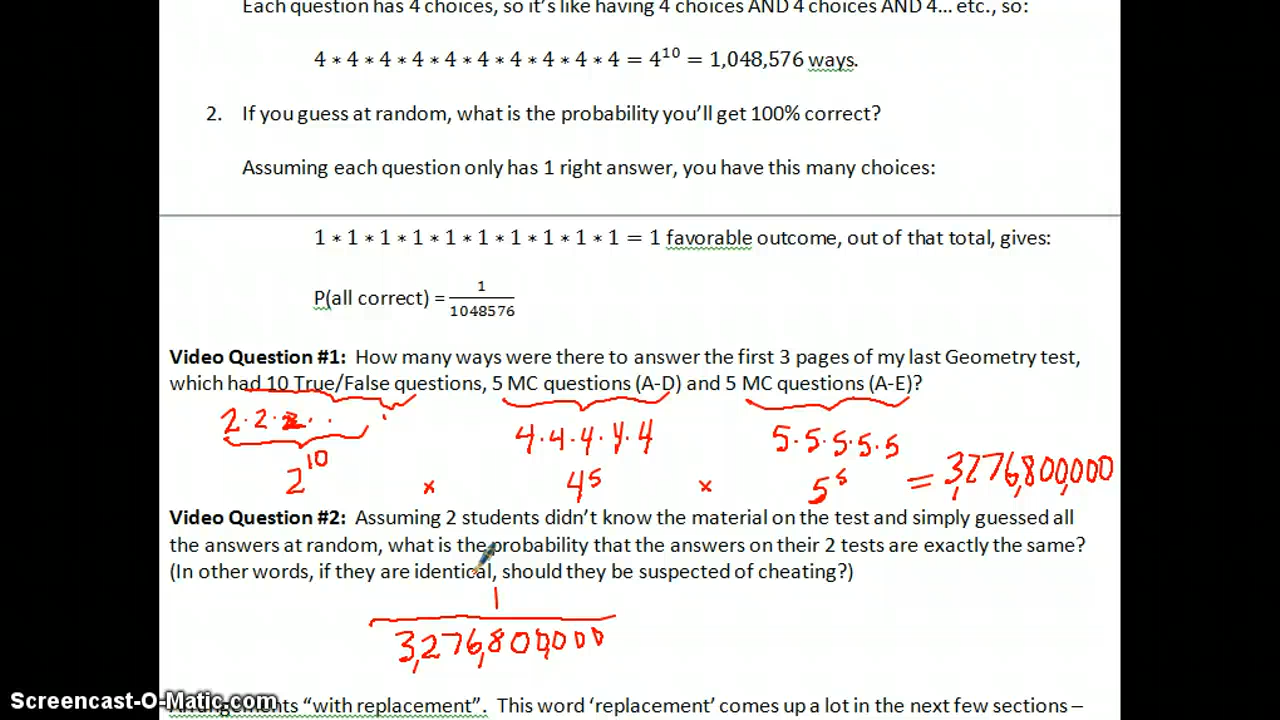 Each question has 4 choices, so it's like having 4 choices AND 4 choices AND 4... etc., so:
4 * 4 * 4 * 4 * 4 * 4 * 4 * 4 * 4 * 4 = 4¹⁰ = 1,048,576 ways.
2. If you guess at random, what is the probability you'll get 100% correct?
Assuming each question only has 1 right answer, you have this many choices:
1 * 1 * 1 * 1 * 1 * 1 * 1 * 1 * 1 * 1 = 1 favorable outcome, out of that total, gives:
P(all correct) = 1/1048576
Video Question #1: How many ways were there to answer the first 3 pages of my last Geometry test,
which had 10 True/False questions, 5 MC questions (A-D) and 5 MC questions (A-E)?
2·2·2··· 4·4·4·4·4 5·5·5·5·5
2¹⁰ × 4⁵ × 5⁵ = 3,276,800,000
Video Question #2: Assuming 2 students didn't know the material on the test and simply guessed all
the answers at random, what is the probability that the answers on their 2 tests are exactly the same?
(In other words, if they are identical, should they be suspected of cheating?)
1
3,276,800,000
"with replacement". This word 'replacement' comes up a lot in the next few sections –
Screencast-O-Matic.com